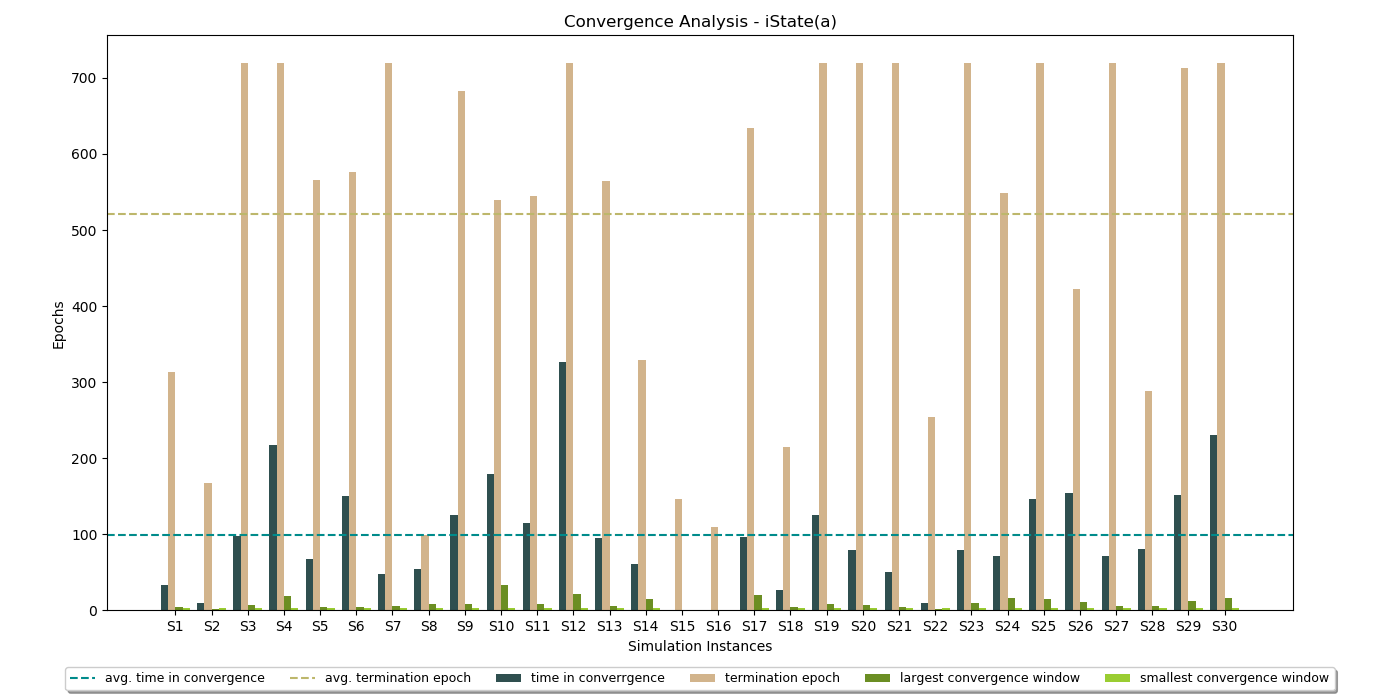 Convergence Analysis - iState(a)
700
600
500
400
300
200
100
0
Epochs
S1 S2 S3 S4 S5 S6 S7 S8 S9 S10 S11 S12 S13 S14 S15 S16 S17 S18 S19 S20 S21 S22 S23 S24 S25 S26 S27 S28 S29 S30
Simulation Instances
avg. time in convergence avg. termination epoch time in converrgence termination epoch largest convergence window smallest convergence window